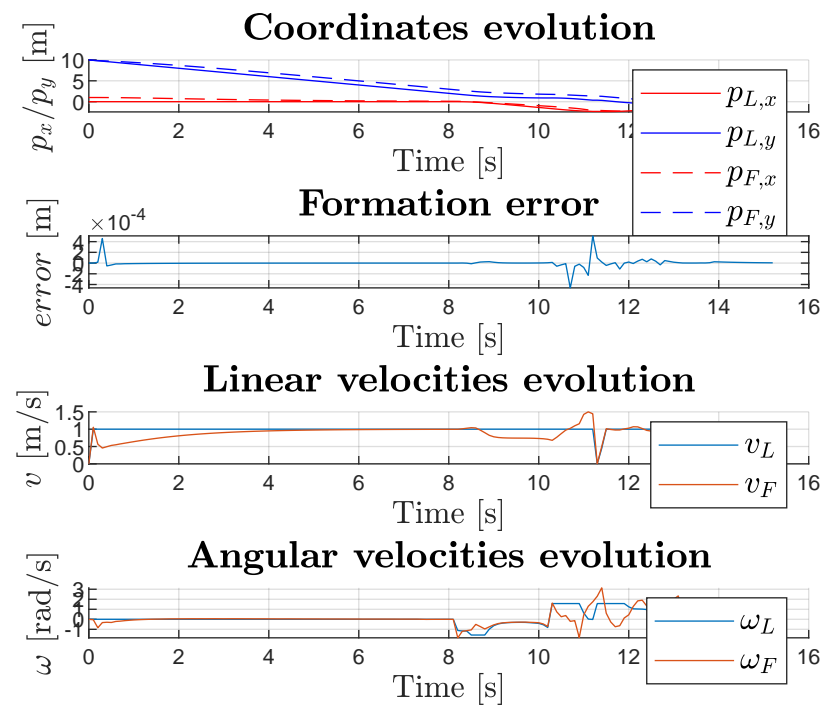 Coordinates evolution
p_x/p_y [m]
10
5
0
0 2 4 6 8 10 12 16
Time [s]
p_{L,x}
p_{L,y}
p_{F,x}
p_{F,y}
Formation error
×10^{-4}
error [m]
4
2
0
-2
-4
0 2 4 6 8 10 12 14 16
Time [s]
Linear velocities evolution
v [m/s]
1.5
1
0.5
0
0 2 4 6 8 10 12 16
Time [s]
v_L
v_F
Angular velocities evolution
ω [rad/s]
3
2
1
0
-1
0 2 4 6 8 10 12 16
Time [s]
ω_L
ω_F